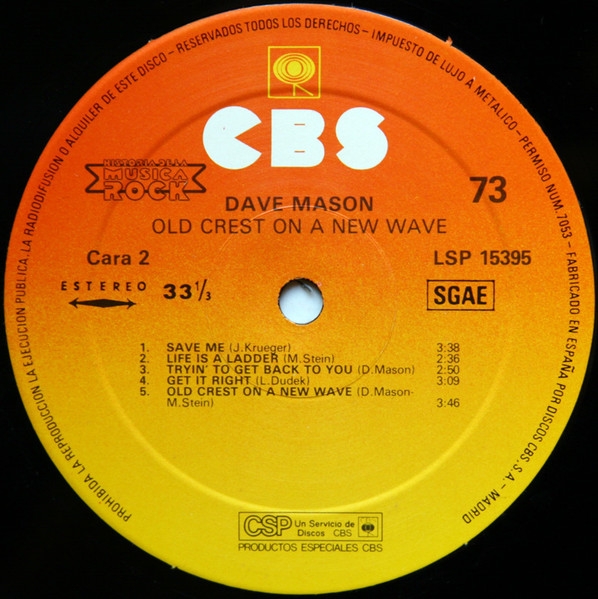 PROHIBIDA LA REPRODUCCIÓN, LA EJECUCION PUBLICA, LA RADIODIFUSION O ALQUILER DE ESTE DISCO – RESERVADOS TODOS LOS DERECHOS – IMPUESTO DE LUJO A METALICO – PERMISO NUM. 7053 – FABRICADO EN ESPAÑA POR DISCOS CBS, S.A. – MADRID
CBS
HISTORIA DE LA
MUSICA
ROCK
73
DAVE MASON
OLD CREST ON A NEW WAVE
Cara 2
LSP 15395
ESTEREO
33 1/3
SGAE
1. SAVE ME (J.Krueger) 3:38
2. LIFE IS A LADDER (M.Stein) 2:36
3. TRYIN' TO GET BACK TO YOU (D.Mason) 2:50
4. GET IT RIGHT (L.Dudek) 3:09
5. OLD CREST ON A NEW WAVE (D.Mason-
M.Stein) 3:46
CSP Un Servicio de
Discos CBS
PRODUCTOS ESPECIALES CBS